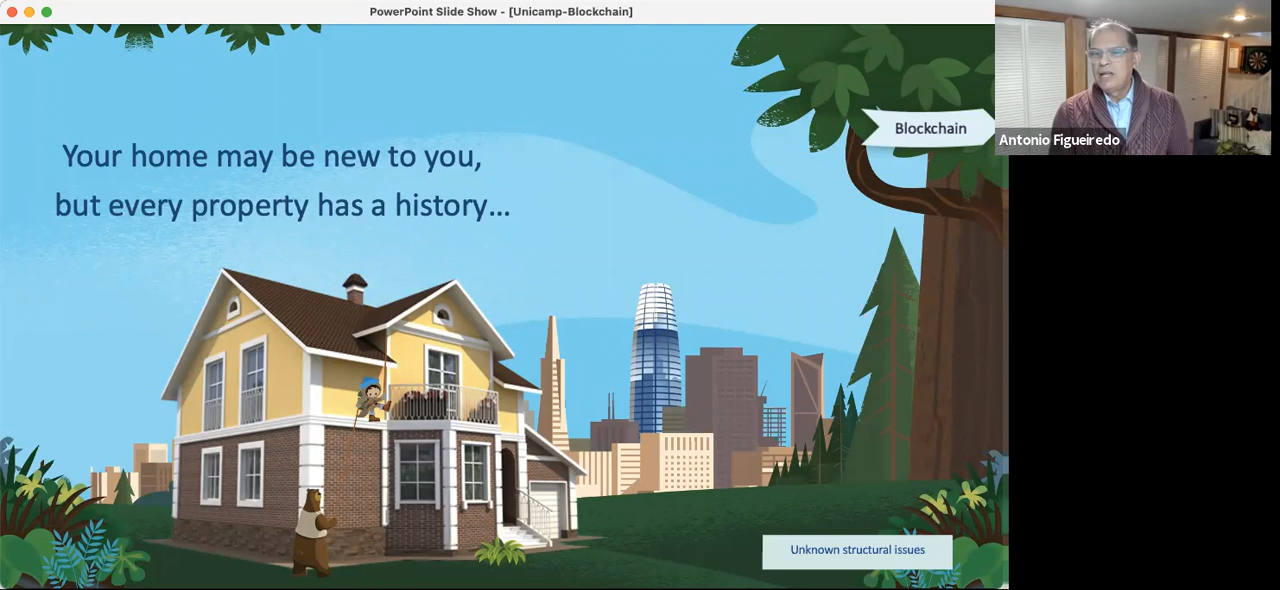 PowerPoint Slide Show - [Unicamp-Blockchain]
Your home may be new to you,
but every property has a history...
Blockchain
Antonio Figueiredo
Unknown structural issues